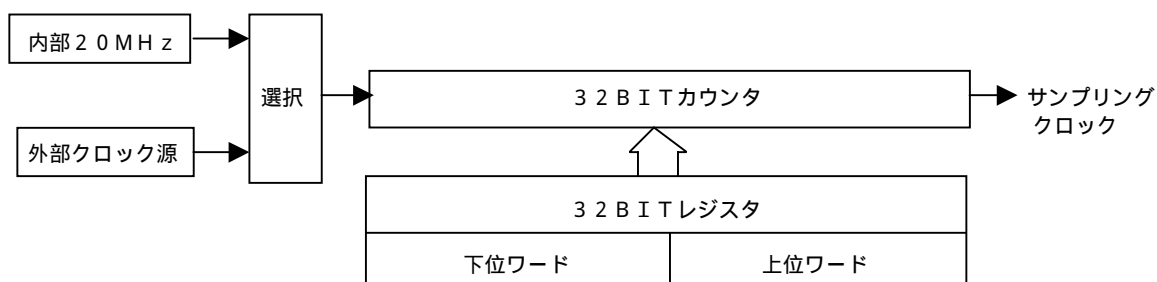 内部２０ＭＨｚ
選択
３２ＢＩＴカウンタ
サンプリング
クロック
外部クロック源
３２ＢＩＴレジスタ
下位ワード
上位ワード